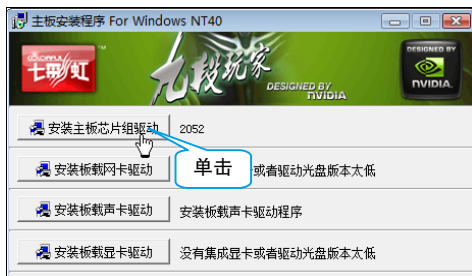 主板安装程序 For Windows NT40
COLORFUL
七彩虹
™
九段玩家
DESIGNED BY
NVIDIA
DESIGNED BY
NVIDIA.
安装主板芯片组驱动
2052
安装板载网卡驱动
单击
或者驱动光盘版本太低
安装板载声卡驱动
安装板载声卡驱动程序
安装板载显卡驱动
没有集成显卡或者驱动光盘版本太低